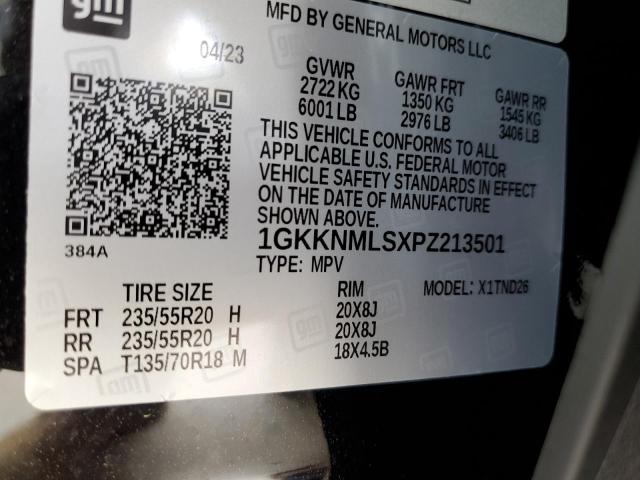 gm
MFD BY GENERAL MOTORS LLC
04/23
GVWR GAWR FRT GAWR RR
2722 KG 1350 KG 1545 KG
6001 LB 2976 LB 3406 LB
THIS VEHICLE CONFORMS TO ALL
APPLICABLE U.S. FEDERAL MOTOR
VEHICLE SAFETY STANDARDS IN EFFECT
ON THE DATE OF MANUFACTURE
SHOWN ABOVE.
384A
1GKKNMLSXPZ213501
TYPE: MPV MODEL: X1TND26
TIRE SIZE RIM
FRT 235/55R20 H 20X8J
RR 235/55R20 H 20X8J
SPA T135/70R18 M 18X4.5B